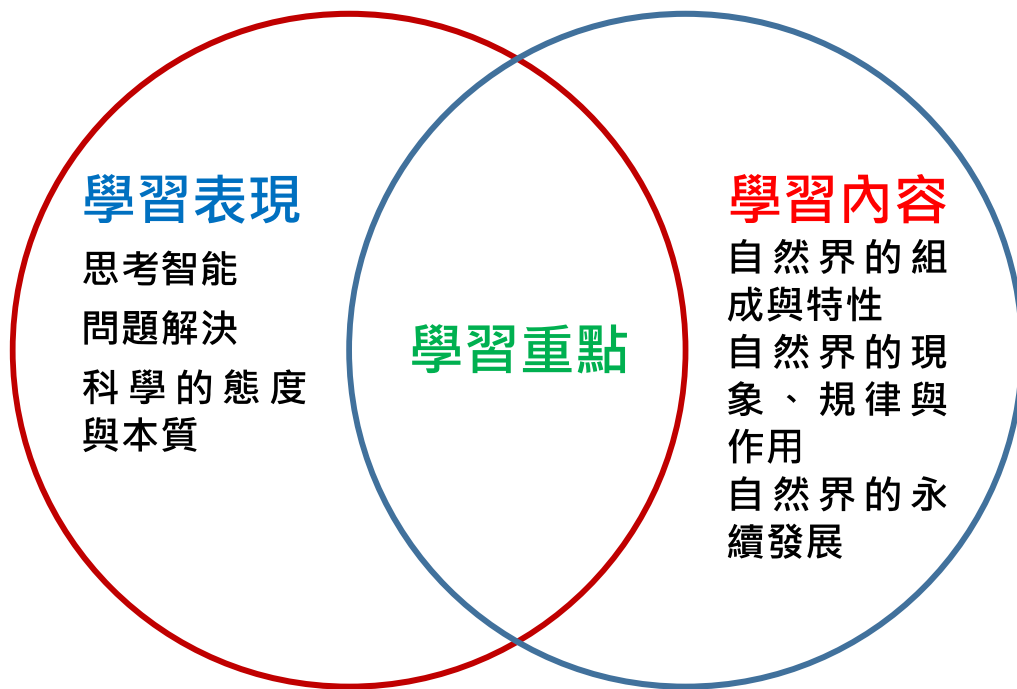 學習表現
思考智能
問題解決
科學的態度
與本質
學習重點
學習內容
自然界的組
成與特性
自然界的現
象、規律與
作用
自然界的永
續發展